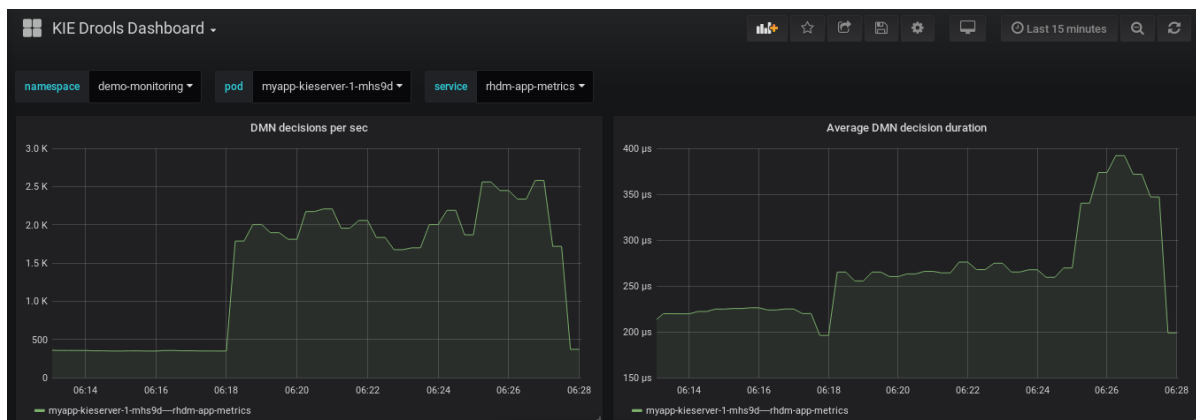 KIE Drools Dashboard
Last 15 minutes
namespace demo-monitoring pod myapp-kieserver-1-mhs9d service rhdm-app-metrics
DMN decisions per sec
3.0 K
2.5 K
2.0 K
1.5 K
1.0 K
500
0
06:14 06:16 06:18 06:20 06:22 06:24 06:26 06:28
myapp-kieserver-1-mhs9d—rhdm-app-metrics
Average DMN decision duration
400 µs
350 µs
300 µs
250 µs
200 µs
150 µs
06:14 06:16 06:18 06:20 06:22 06:24 06:26 06:28
myapp-kieserver-1-mhs9d—rhdm-app-metrics